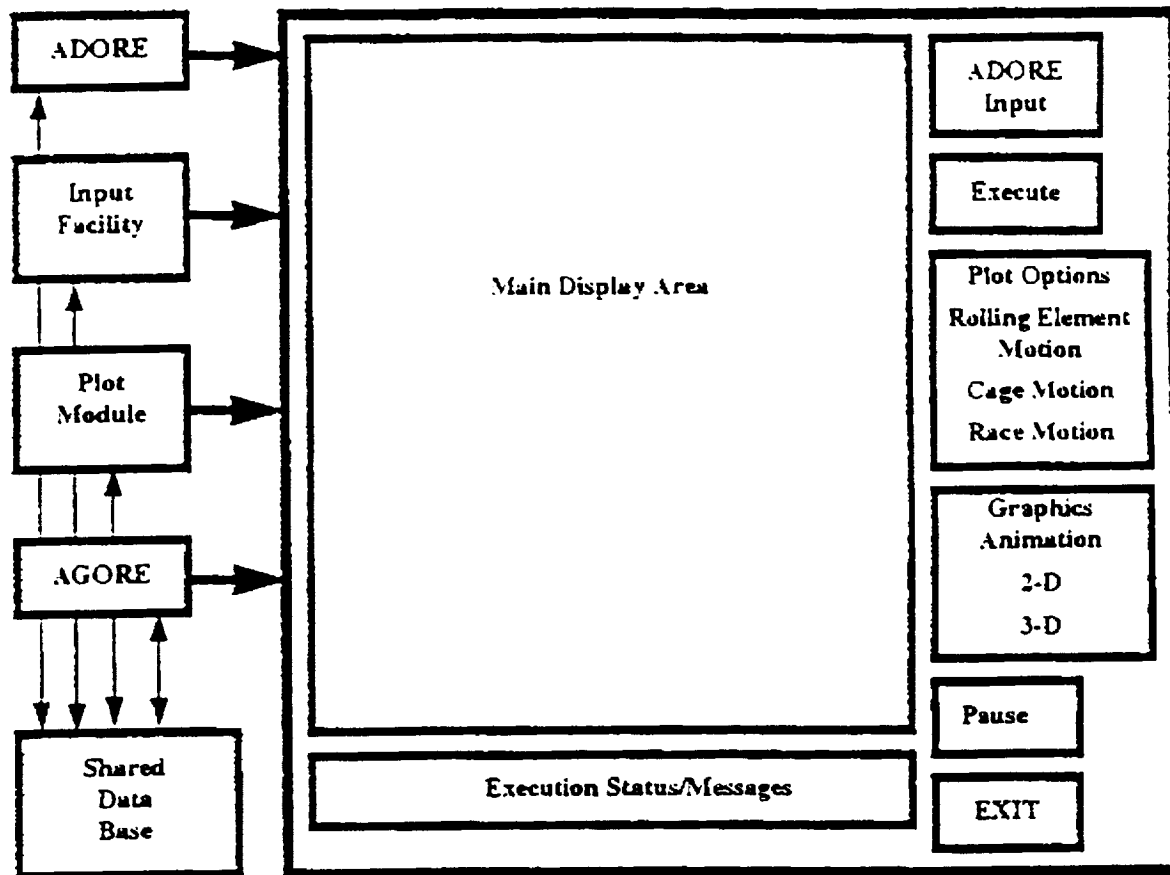 ADORE
Input
Facility
Plot
Module
AGORE
Shared
Data
Base
Main Display Area
Execution Status/Messages
ADORE
Input
Execute
Plot Options
Rolling Element
Motion
Cage Motion
Race Motion
Graphics
Animation
2-D
3-D
Pause
EXIT